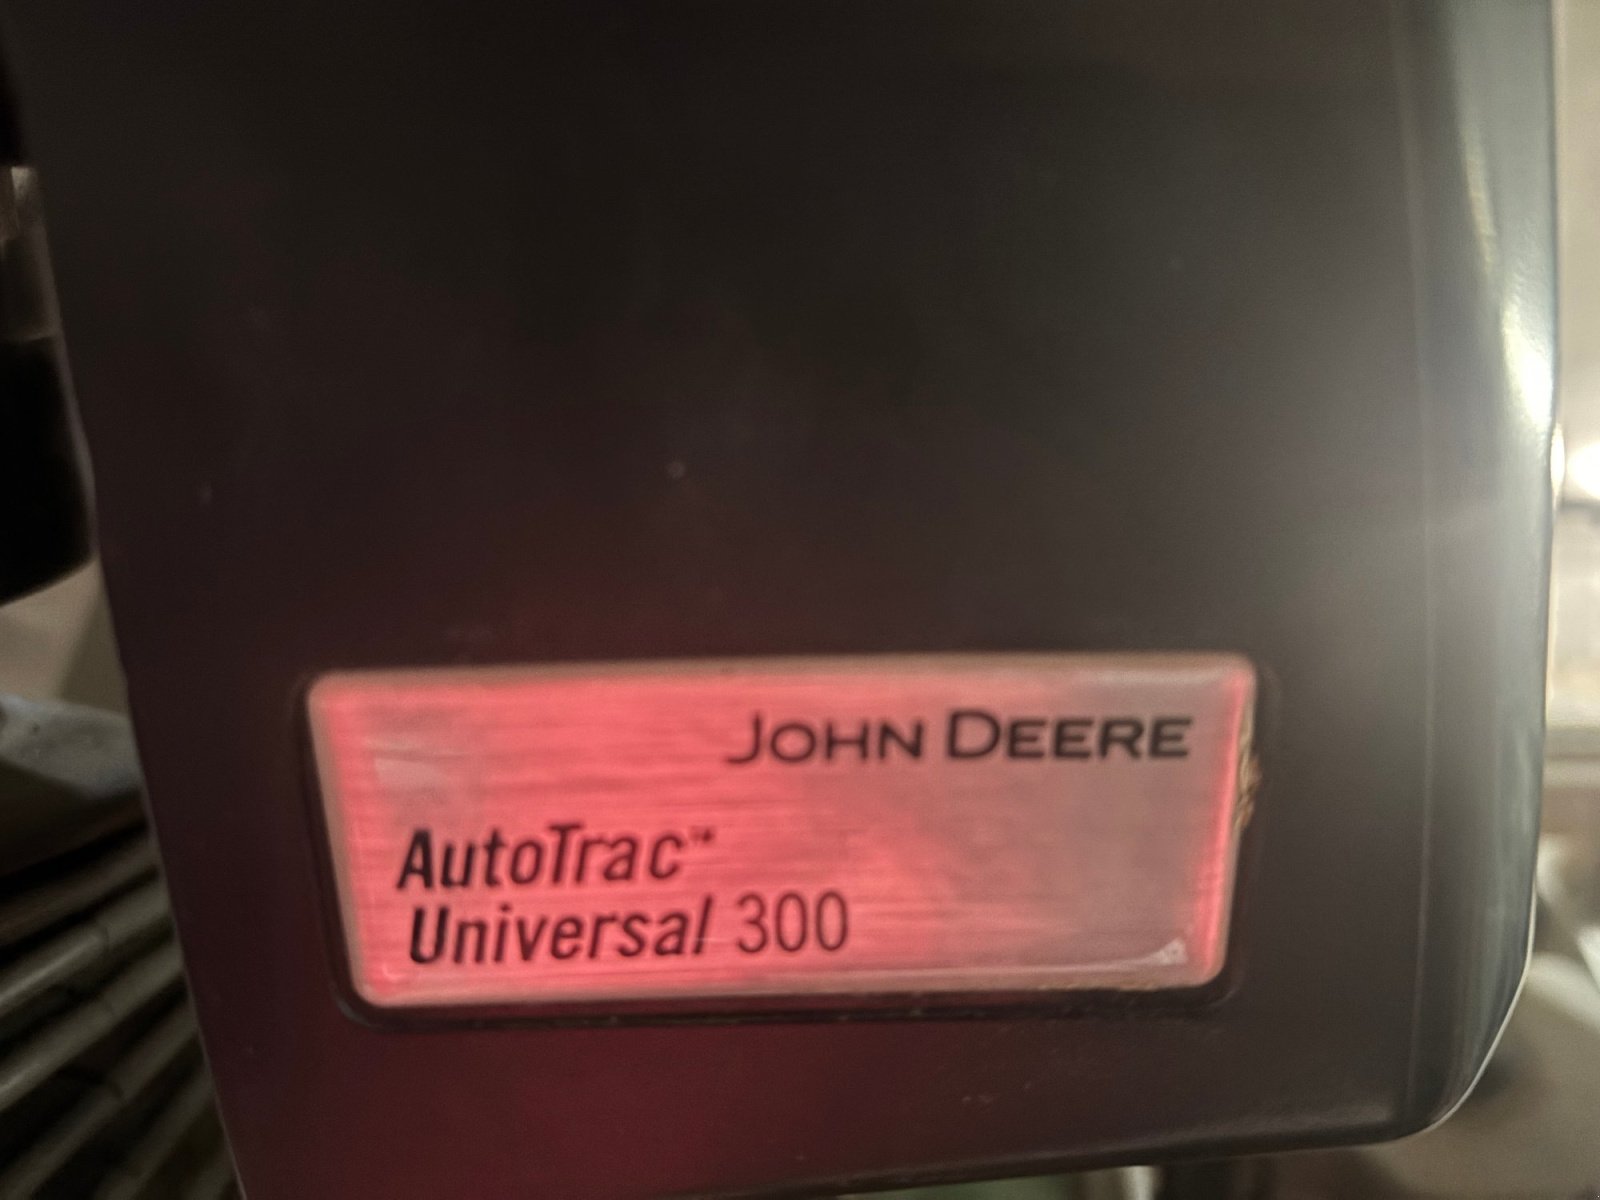 JOHN DEERE
AutoTrac™
Universal 300